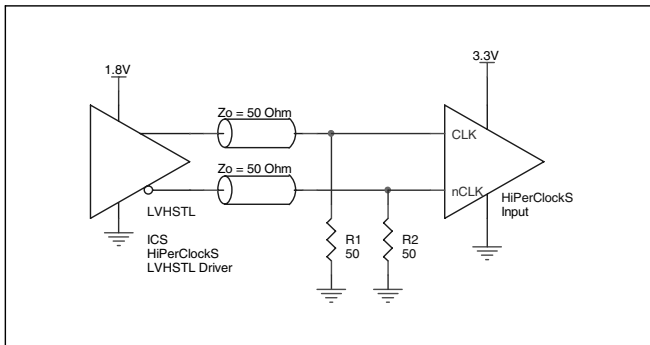 1.8V
3.3V
Zo = 50 Ohm
CLK
Zo = 50 Ohm
nCLK
LVHSTL
HiPerClockS
Input
ICS
HiPerClockS
LVHSTL Driver
R1
50
R2
50